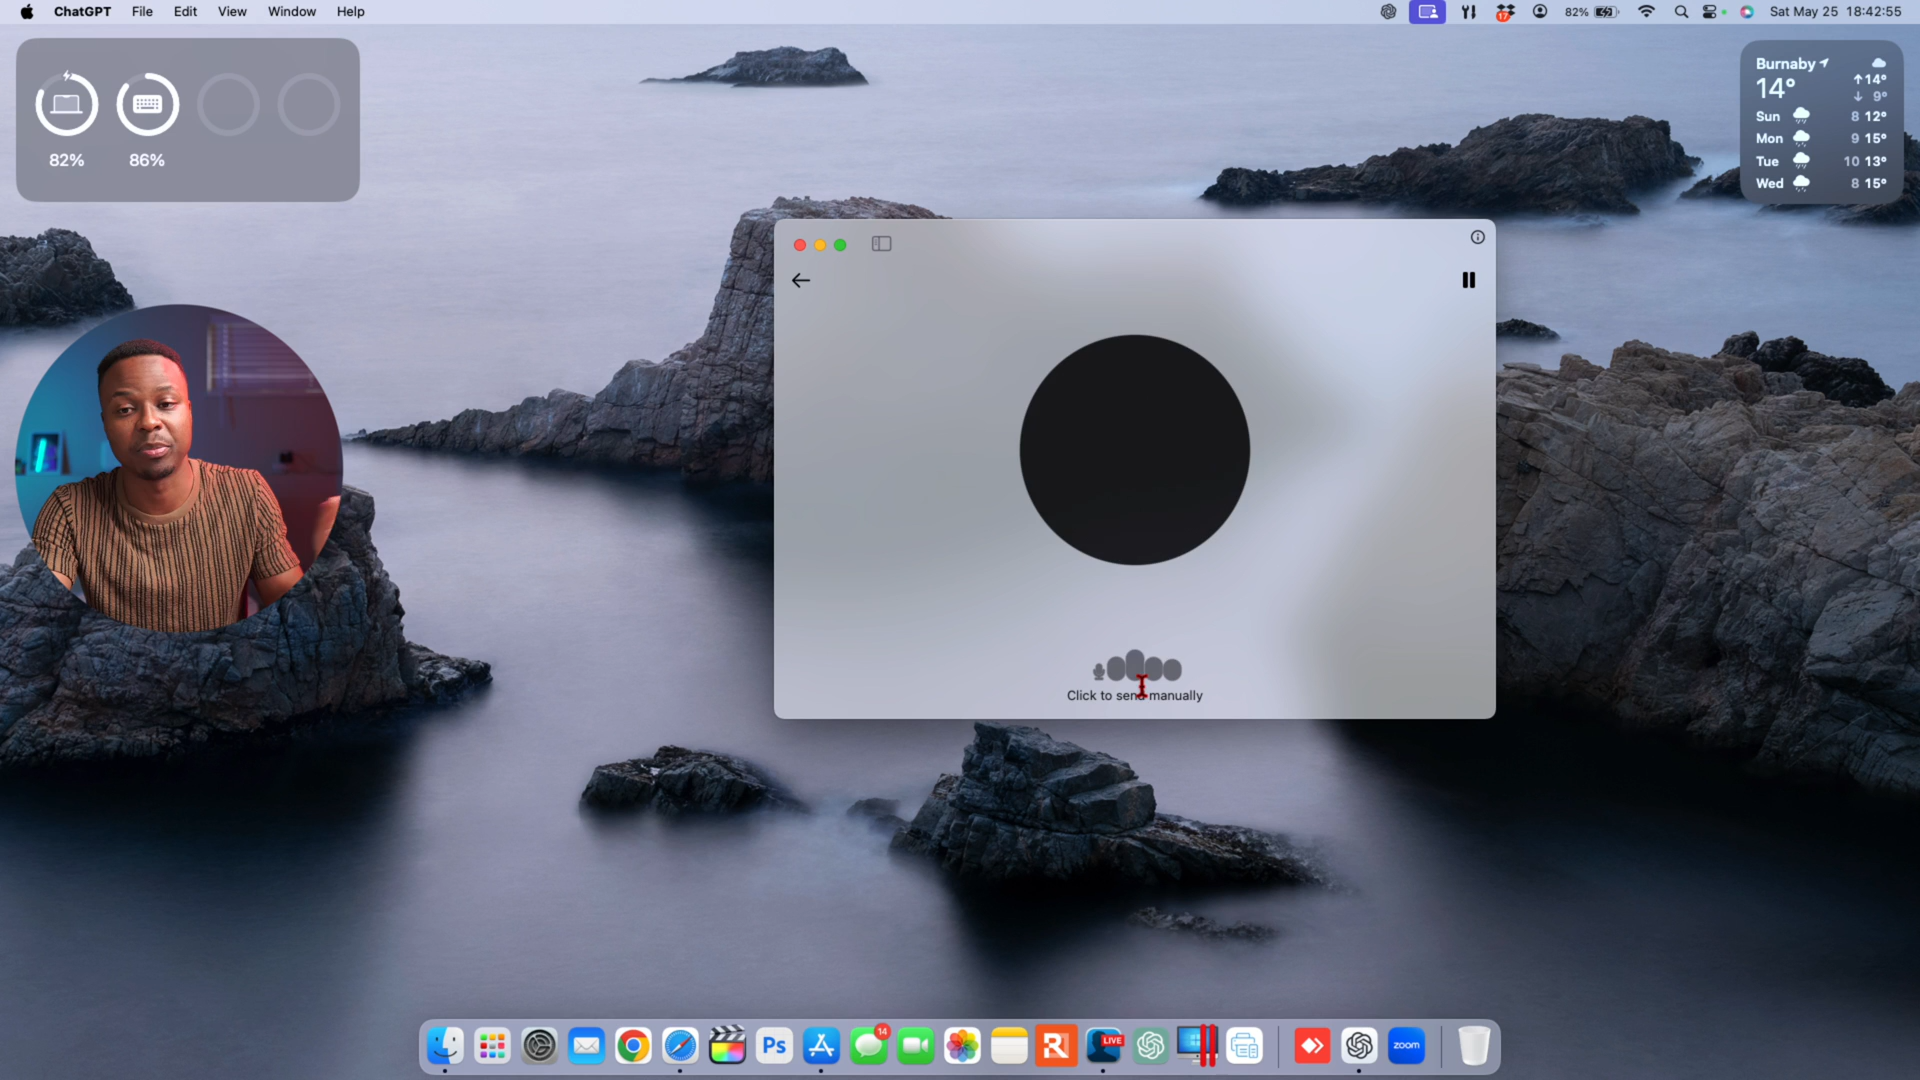 ChatGPT File Edit View Window Help
17 82% Sat May 25 18:42:55
82% 86%
Burnaby
14° ↑14°
↓ 9°
Sun 8 12°
Mon 9 15°
Tue 10 13°
Wed 8 15°
Click to send manually
Ps 14 R LIVE zoom